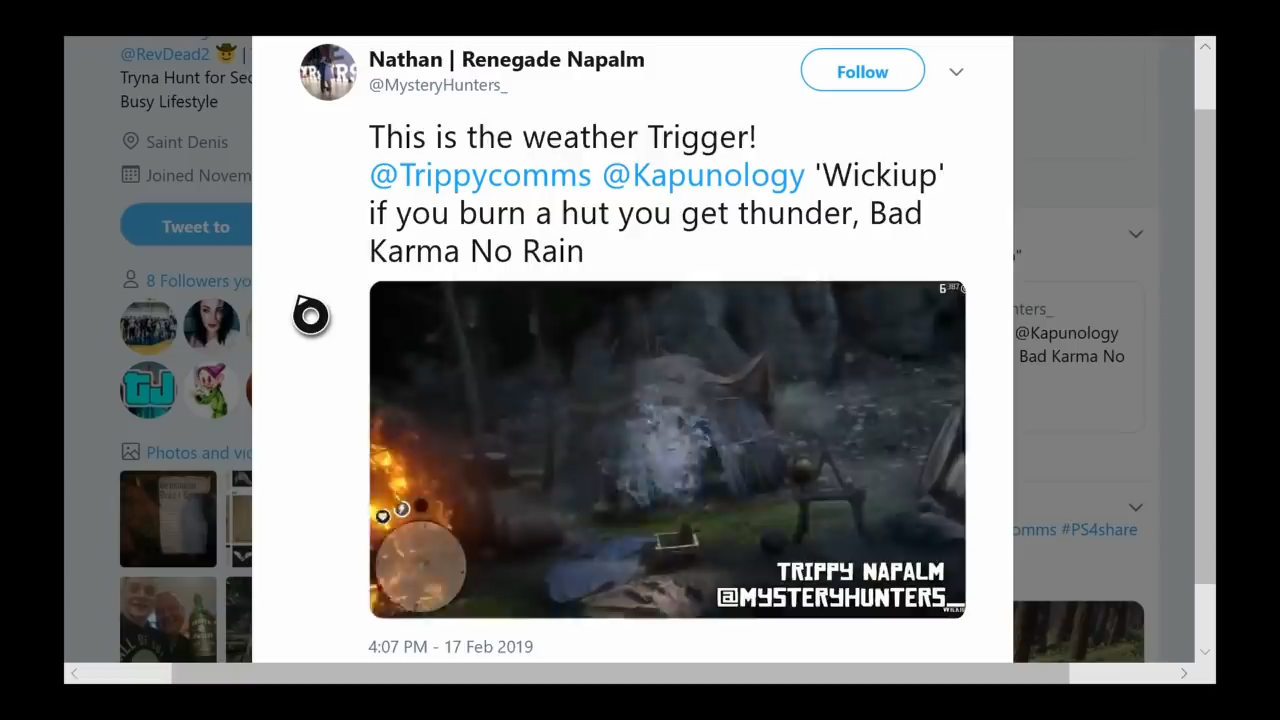 @RevDead2 🤠 |
Tryna Hunt for Sec
Busy Lifestyle
Saint Denis
Joined Novem
Tweet to
8 Followers yo
Photos and vid
Nathan | Renegade Napalm
@MysteryHunters_
Follow
This is the weather Trigger!
@Trippycomms @Kapunology 'Wickiup'
if you burn a hut you get thunder, Bad
Karma No Rain
TRIPPY NAPALM
@MYSTERYHUNTERS_
4:07 PM - 17 Feb 2019
nters_
@Kapunology
Bad Karma No
omms #PS4share